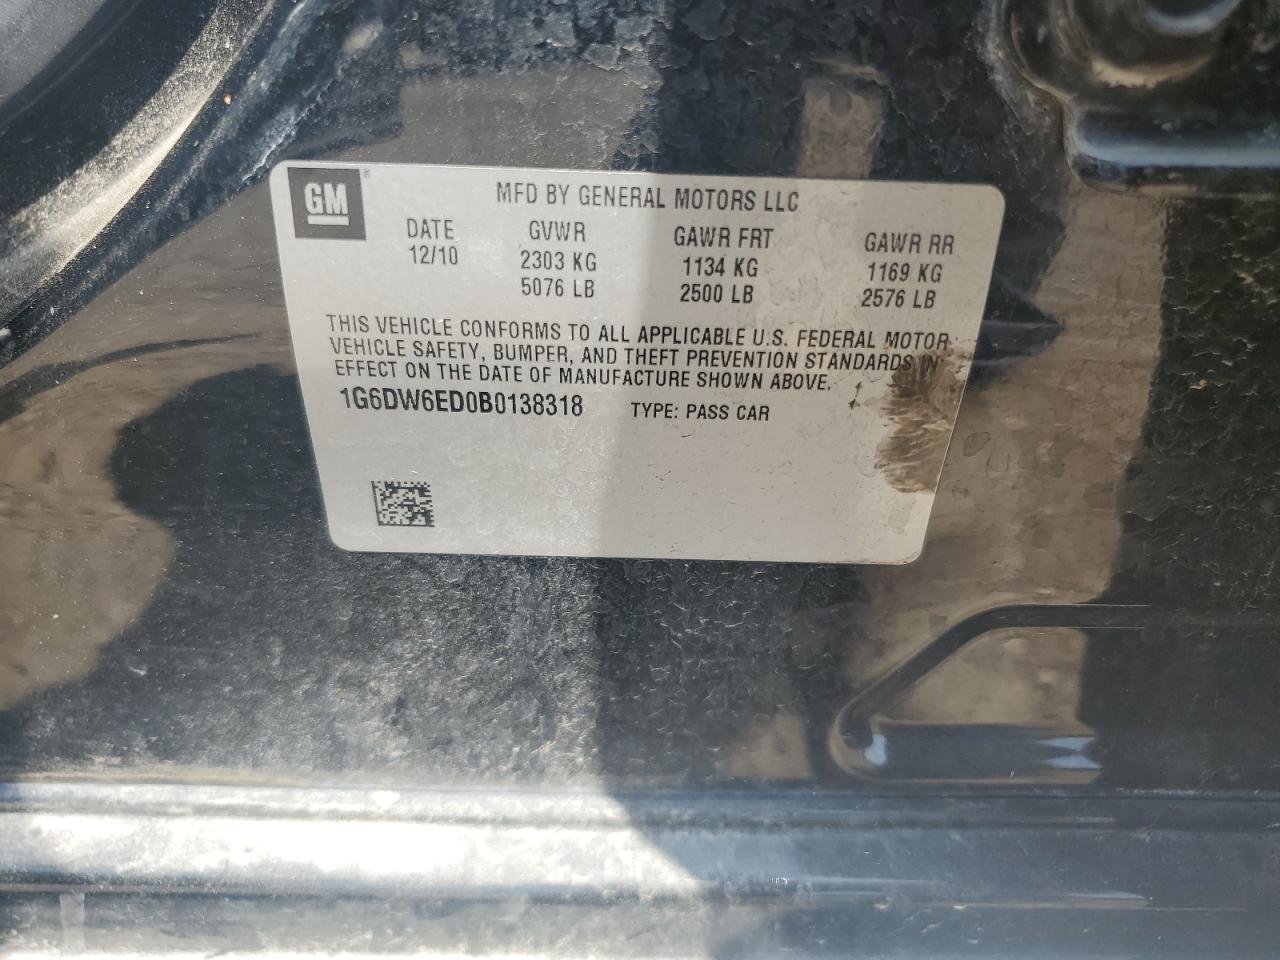 GM ®
MFD BY GENERAL MOTORS LLC
DATE GVWR GAWR FRT GAWR RR
12/10 2303 KG 1134 KG 1169 KG
5076 LB 2500 LB 2576 LB
THIS VEHICLE CONFORMS TO ALL APPLICABLE U.S. FEDERAL MOTOR
VEHICLE SAFETY, BUMPER, AND THEFT PREVENTION STANDARDS IN
EFFECT ON THE DATE OF MANUFACTURE SHOWN ABOVE.
1G6DW6ED0B0138318 TYPE: PASS CAR